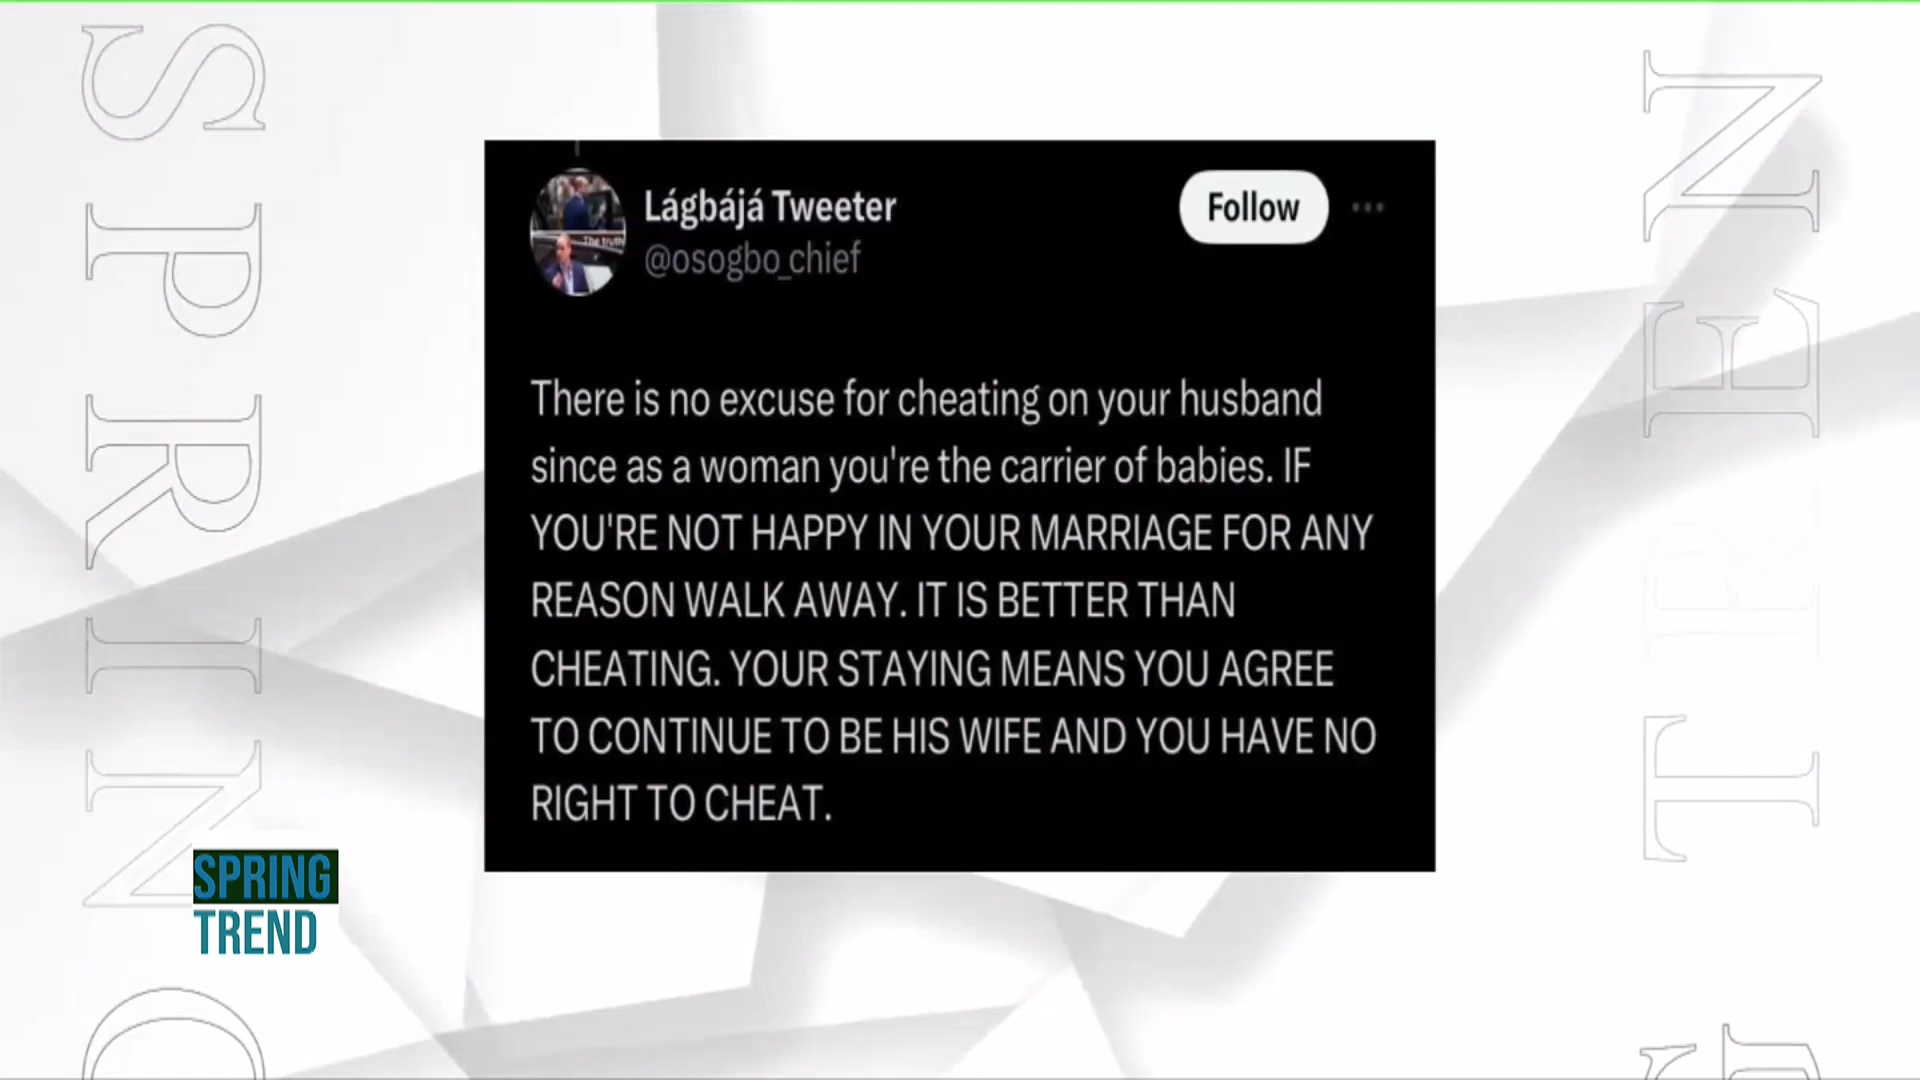 SPRING
Lágbájá Tweeter
@osogbo_chief
Follow
The truth
There is no excuse for cheating on your husband
since as a woman you're the carrier of babies. IF
YOU'RE NOT HAPPY IN YOUR MARRIAGE FOR ANY
REASON WALK AWAY. IT IS BETTER THAN
CHEATING. YOUR STAYING MEANS YOU AGREE
TO CONTINUE TO BE HIS WIFE AND YOU HAVE NO
RIGHT TO CHEAT.
SPRING
TREND
TREN